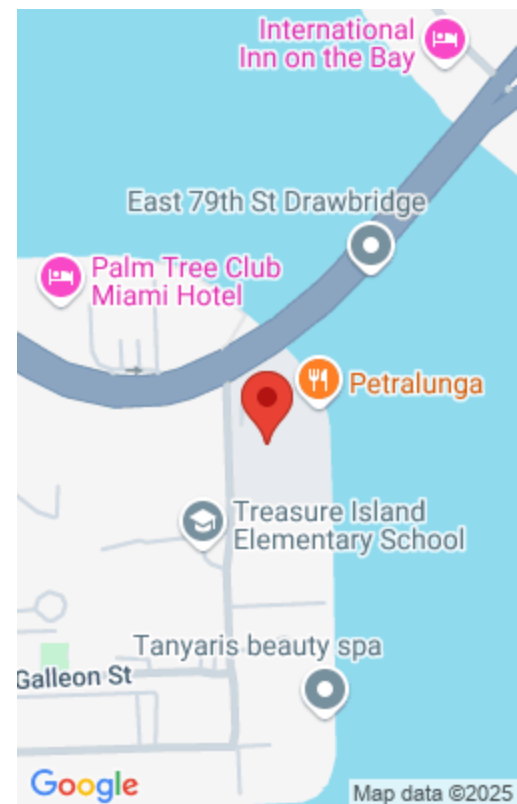 International
Inn on the Bay
East 79th St Drawbridge
Palm Tree Club
Miami Hotel
Petralunga
Treasure Island
Elementary School
Tanyaris beauty spa
Galleon St
Google
Map data ©2025